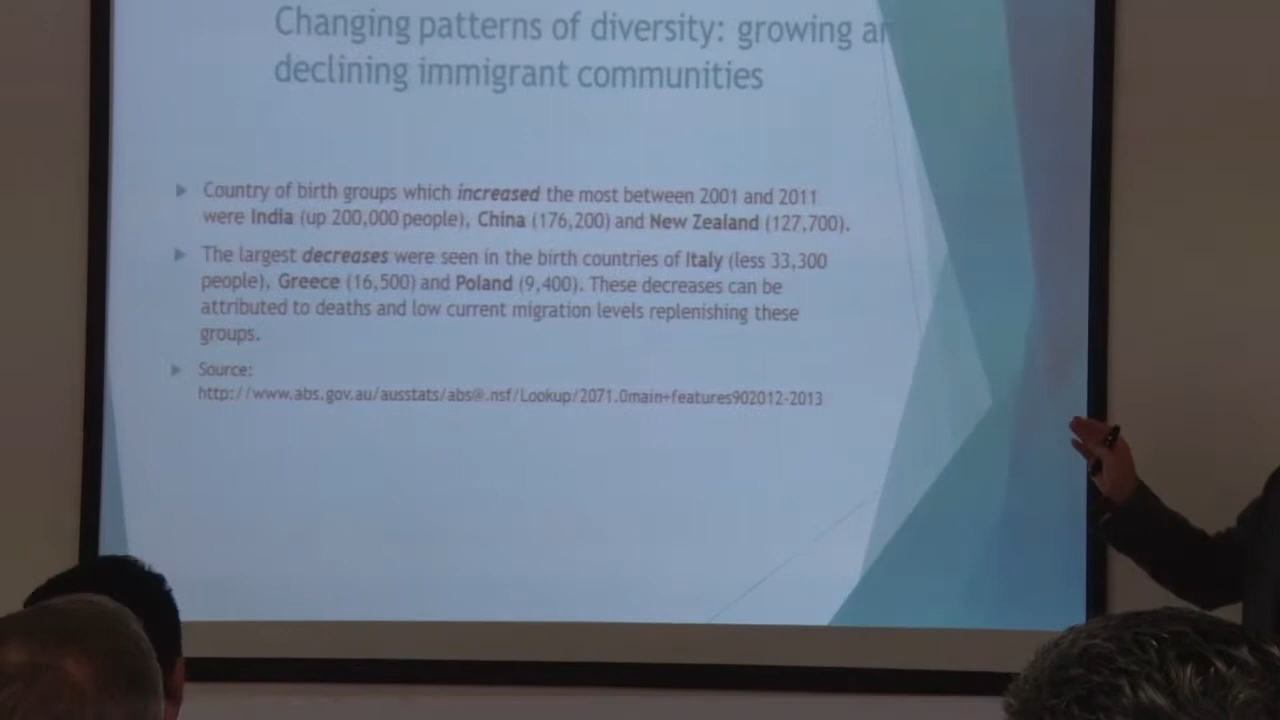 Changing patterns of diversity: growing
declining immigrant communities
Country of birth groups which increased the most between 2001 and 2011
were India (up 200,000 people), China (176,200) and New Zealand (127,700).
The largest decreases were seen in the birth countries of Italy (less 33,300
people), Greece (16,500) and Poland (9,400). These decreases can be
attributed to deaths and low current migration levels replenishing these
groups.
Source:
http://www.abs.gov.au/ausstats/abs@.nsf/Lookup/2071.0main+features902012-2013